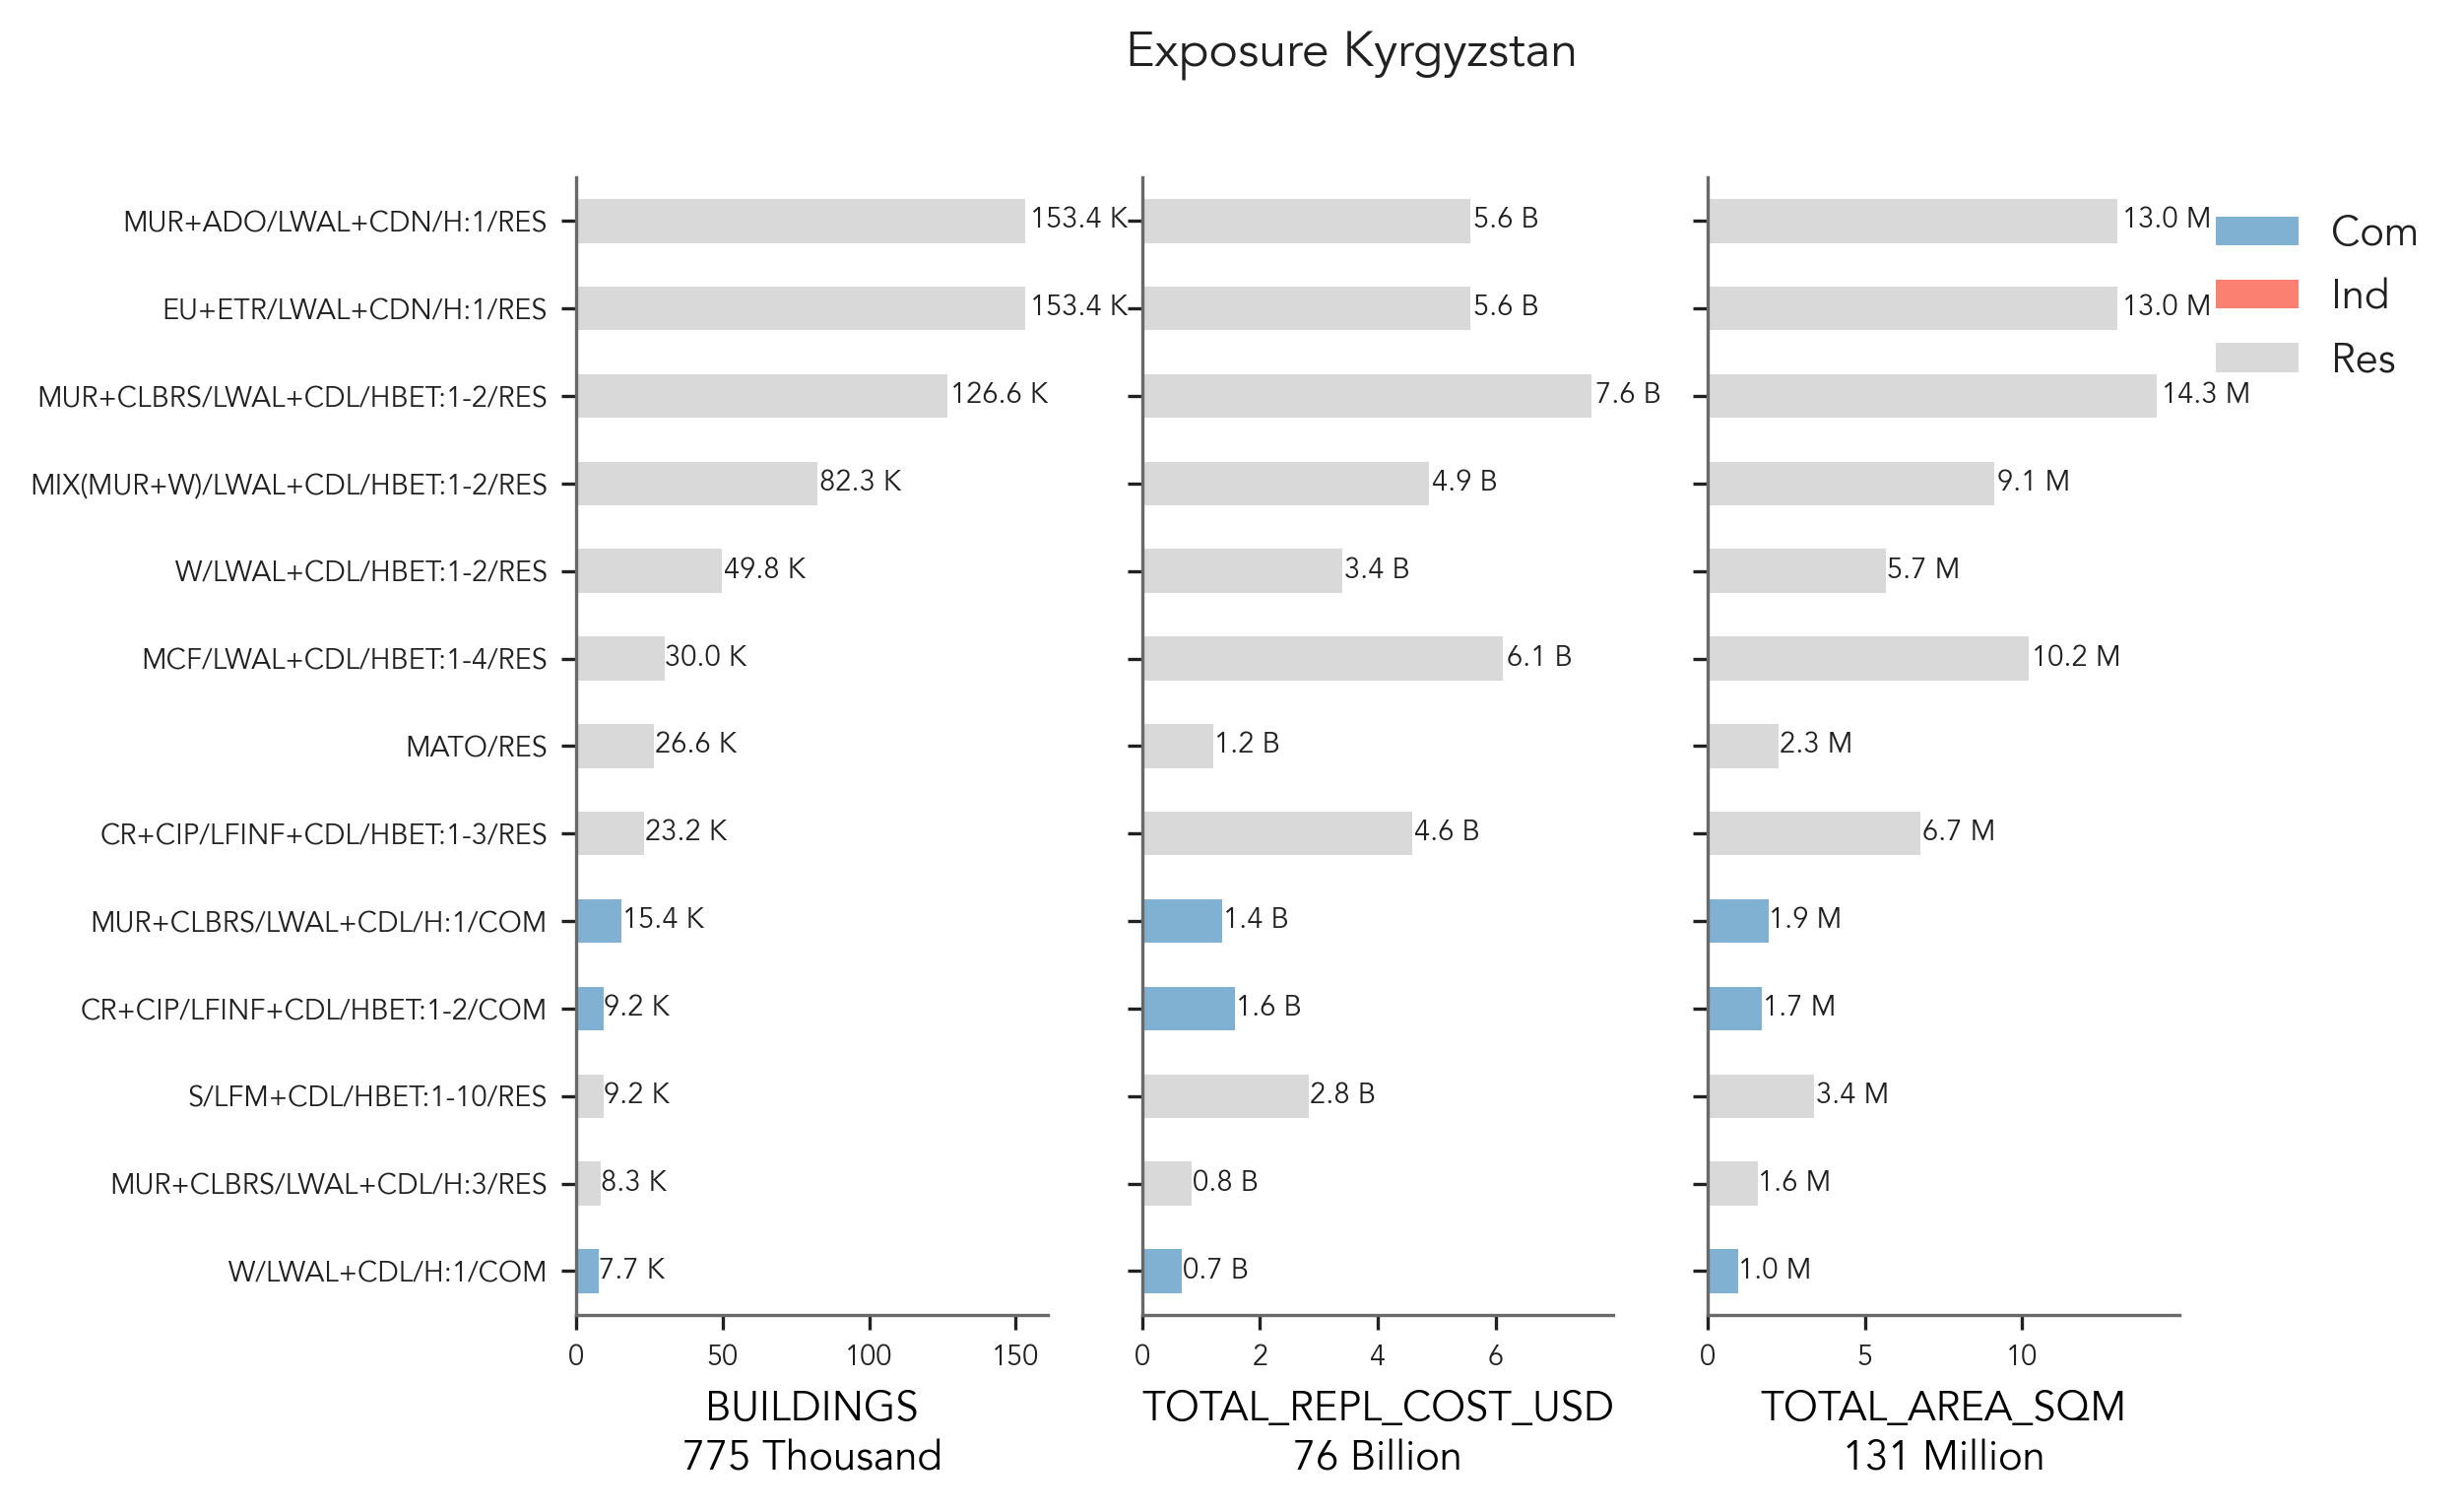 Exposure Kyrgyzstan
MUR+ADO/LWAL+CDN/H:1/RES 153.4 K 5.6 B 13.0 M
EU+ETR/LWAL+CDN/H:1/RES 153.4 K 5.6 B 13.0 M
MUR+CLBRS/LWAL+CDL/HBET:1-2/RES 126.6 K 7.6 B 14.3 M
MIX(MUR+W)/LWAL+CDL/HBET:1-2/RES 82.3 K 4.9 B 9.1 M
W/LWAL+CDL/HBET:1-2/RES 49.8 K 3.4 B 5.7 M
MCF/LWAL+CDL/HBET:1-4/RES 30.0 K 6.1 B 10.2 M
MATO/RES 26.6 K 1.2 B 2.3 M
CR+CIP/LFINF+CDL/HBET:1-3/RES 23.2 K 4.6 B 6.7 M
MUR+CLBRS/LWAL+CDL/H:1/COM 15.4 K 1.4 B 1.9 M
CR+CIP/LFINF+CDL/HBET:1-2/COM 9.2 K 1.6 B 1.7 M
S/LFM+CDL/HBET:1-10/RES 9.2 K 2.8 B 3.4 M
MUR+CLBRS/LWAL+CDL/H:3/RES 8.3 K 0.8 B 1.6 M
W/LWAL+CDL/H:1/COM 7.7 K 0.7 B 1.0 M
0 50 100 150
BUILDINGS
775 Thousand
0 2 4 6
TOTAL_REPL_COST_USD
76 Billion
0 5 10
TOTAL_AREA_SQM
131 Million
Com
Ind
Res